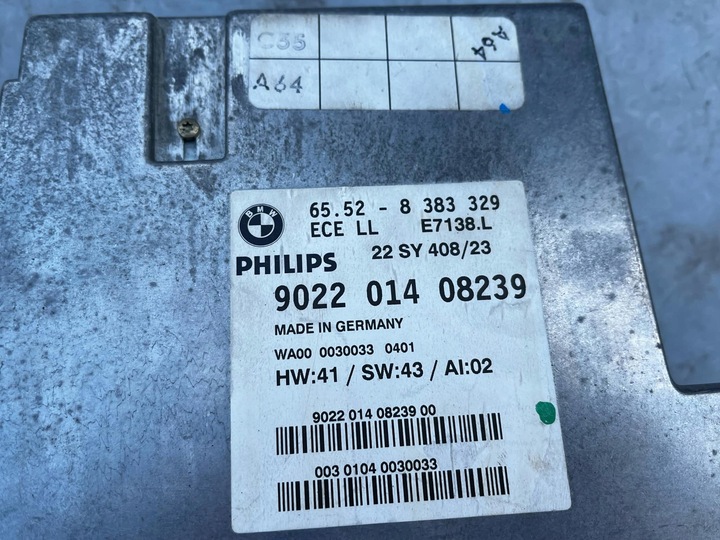 C35
A64
A64
BMW
65.52 - 8 383 329
ECE LL E7138.L
22 SY 408/23
PHILIPS
9022 014 08239
MADE IN GERMANY
WA00 0030033 0401
HW:41 / SW:43 / AI:02
9022 014 08239 00
003 0104 0030033